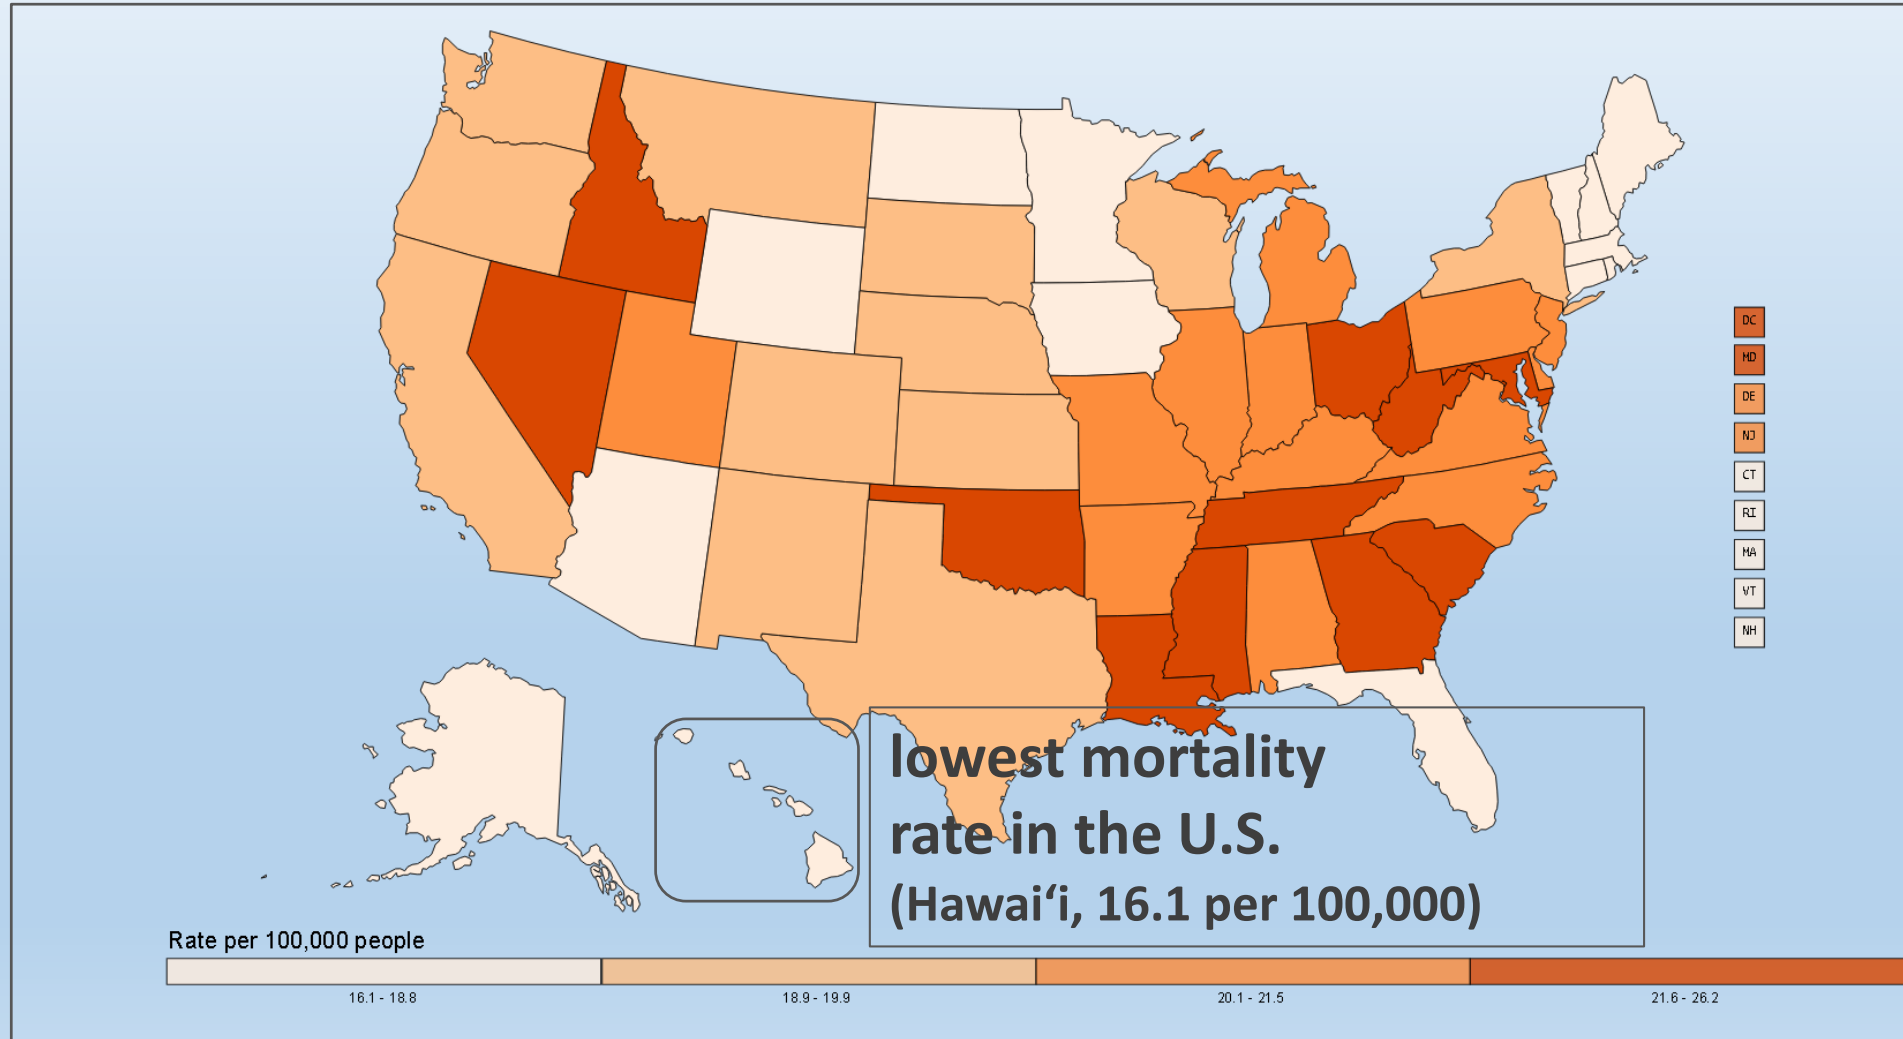 DC
MD
DE
NJ
CT
RI
MA
VT
NH
lowest mortality
rate in the U.S.
(Hawai‘i, 16.1 per 100,000)
Rate per 100,000 people
16.1 - 18.8
18.9 - 19.9
20.1 - 21.5
21.6 - 26.2